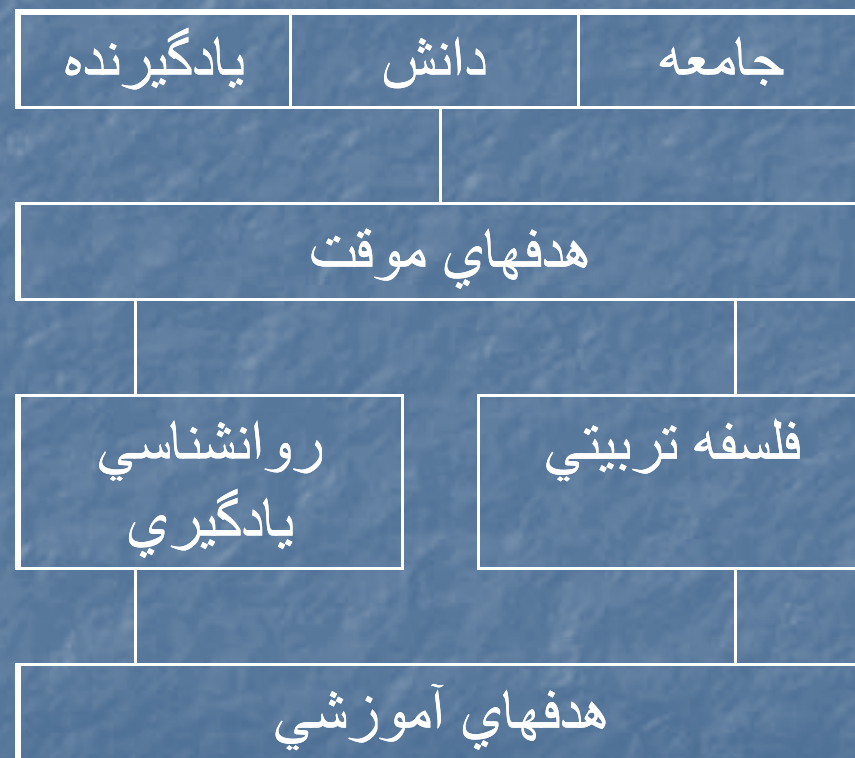 جامعه دانش يادگيرنده
هدفهاي موقت
فلسفه تربيتي
روانشناسي
يادگيري
هدفهاي آموزشي